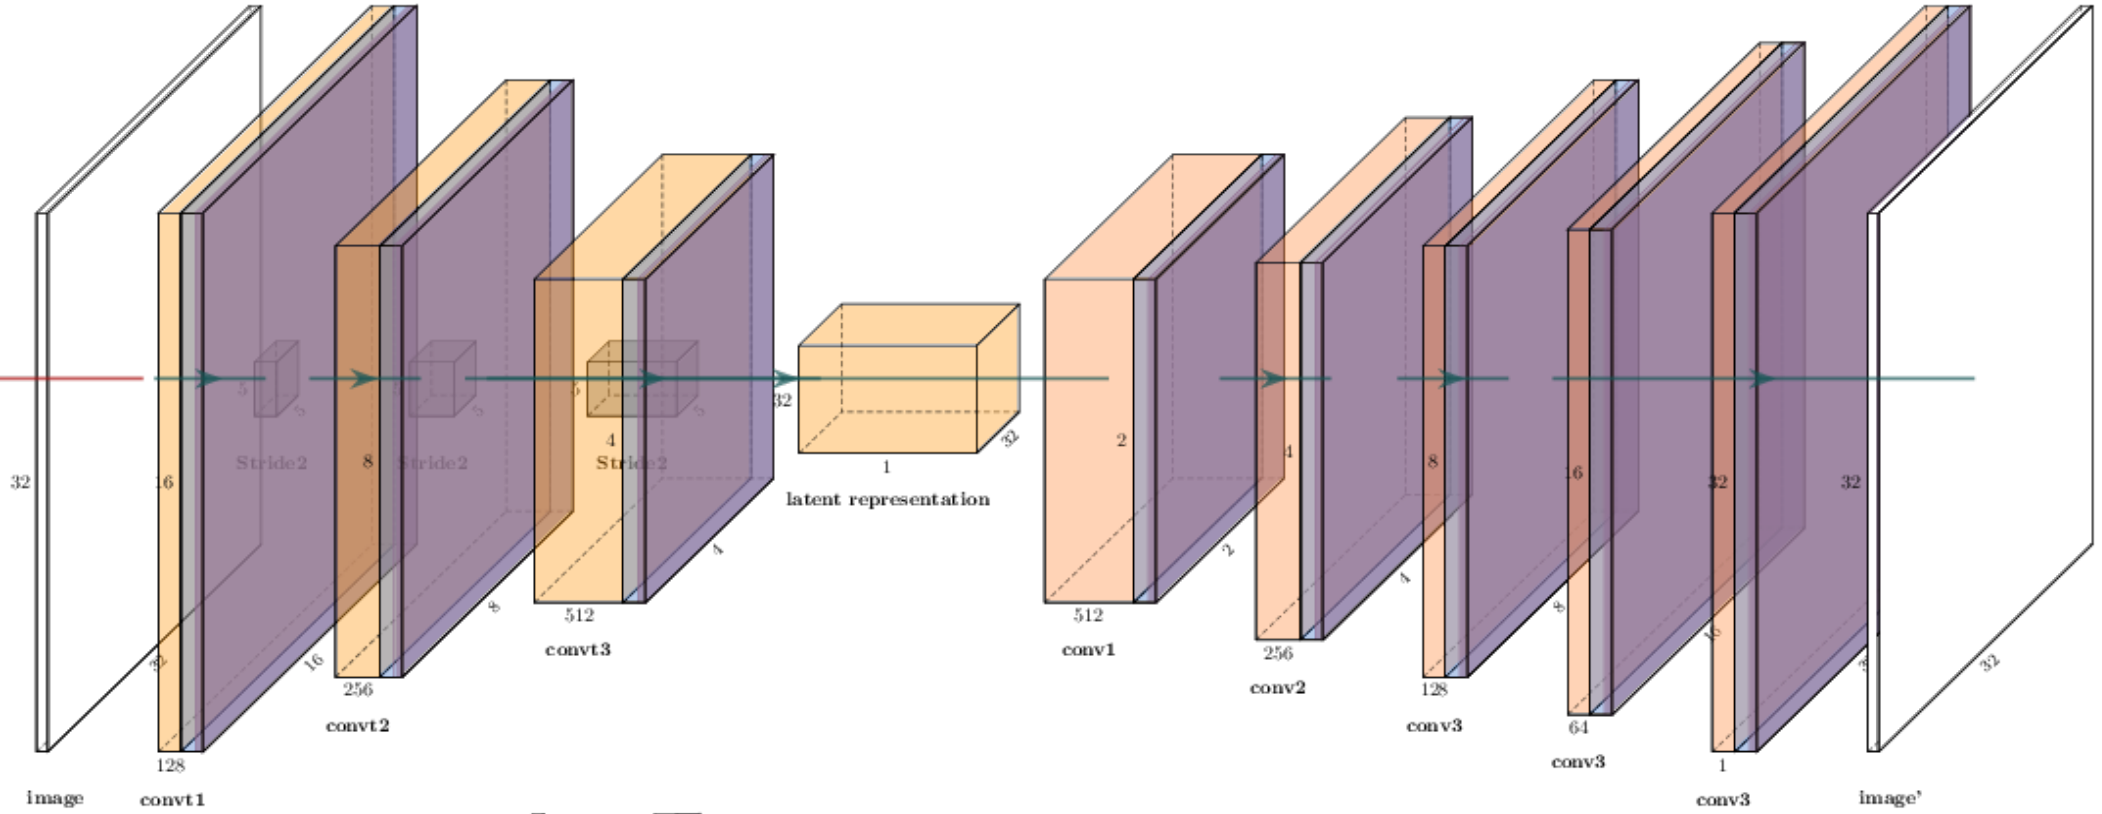 32
32
image
16
16
128
convt1
5
5
Stride2
8
8
256
convt2
5
Stride2
4
4
512
convt3
5
5
Stride2
32
32
1
latent representation
2
2
512
conv1
4
4
256
conv2
8
8
128
conv3
16
16
64
conv3
32
1
conv3
32
32
image'